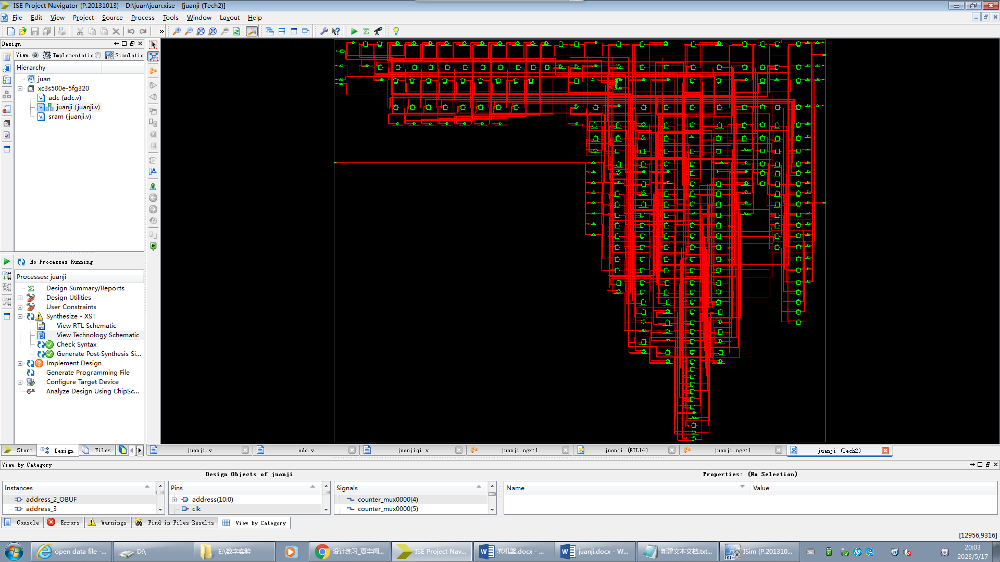 ISE Project Navigator (P.20131013) - D:\juan\juan.xise - [juanji (Tech2)]
File Edit View Project Source Process Tools Window Layout Help
Design
View: Implementatio: Simulatio:
Hierarchy
juan
xc3s500e-5fg320
adc (adc.v)
juanji (juanji.v)
sram (juanji.v)
No Processes Running
Processes: juanji
Design Summary/Reports
Design Utilities
User Constraints
Synthesize - XST
View RTL Schematic
View Technology Schematic
Check Syntax
Generate Post-Synthesis Si...
Implement Design
Generate Programming File
Configure Target Device
Analyze Design Using ChipSc...
Start Design Files
juanji.v adc.v juanjiqi.v juanji.ngr:1 juanji (RTL14) juanji.ngc:1 juanji (Tech2)
View by Category
Design Objects of juanji Properties: (No Selection)
Instances Pins Signals Name Value
address_2_OBUF address(10:0) counter_mux0000(4)
address_3 clk counter_mux0000(5)
Console Errors Warnings Find in Files Results View by Category
[12956,9316]
open data file -... D:\ E:\数字实验 设计练习_夏宇闻... ISE Project Nav... 卷机器.docx - ... juanji.docx - W... 新建文本文档.txt... ISim (P.201310...
20:03
2023/5/17